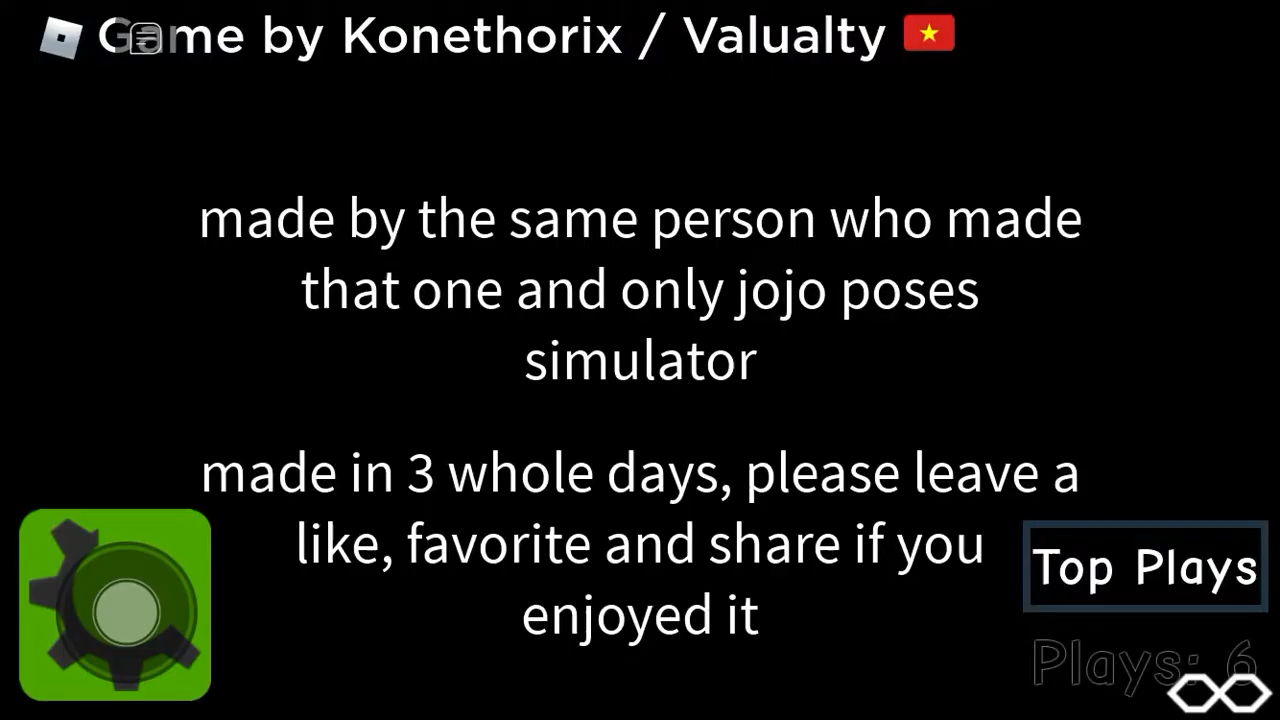 Game by Konethorix / Valualty
made by the same person who made
that one and only jojo poses
simulator
made in 3 whole days, please leave a
like, favorite and share if you
enjoyed it
Top Plays
Plays: 6